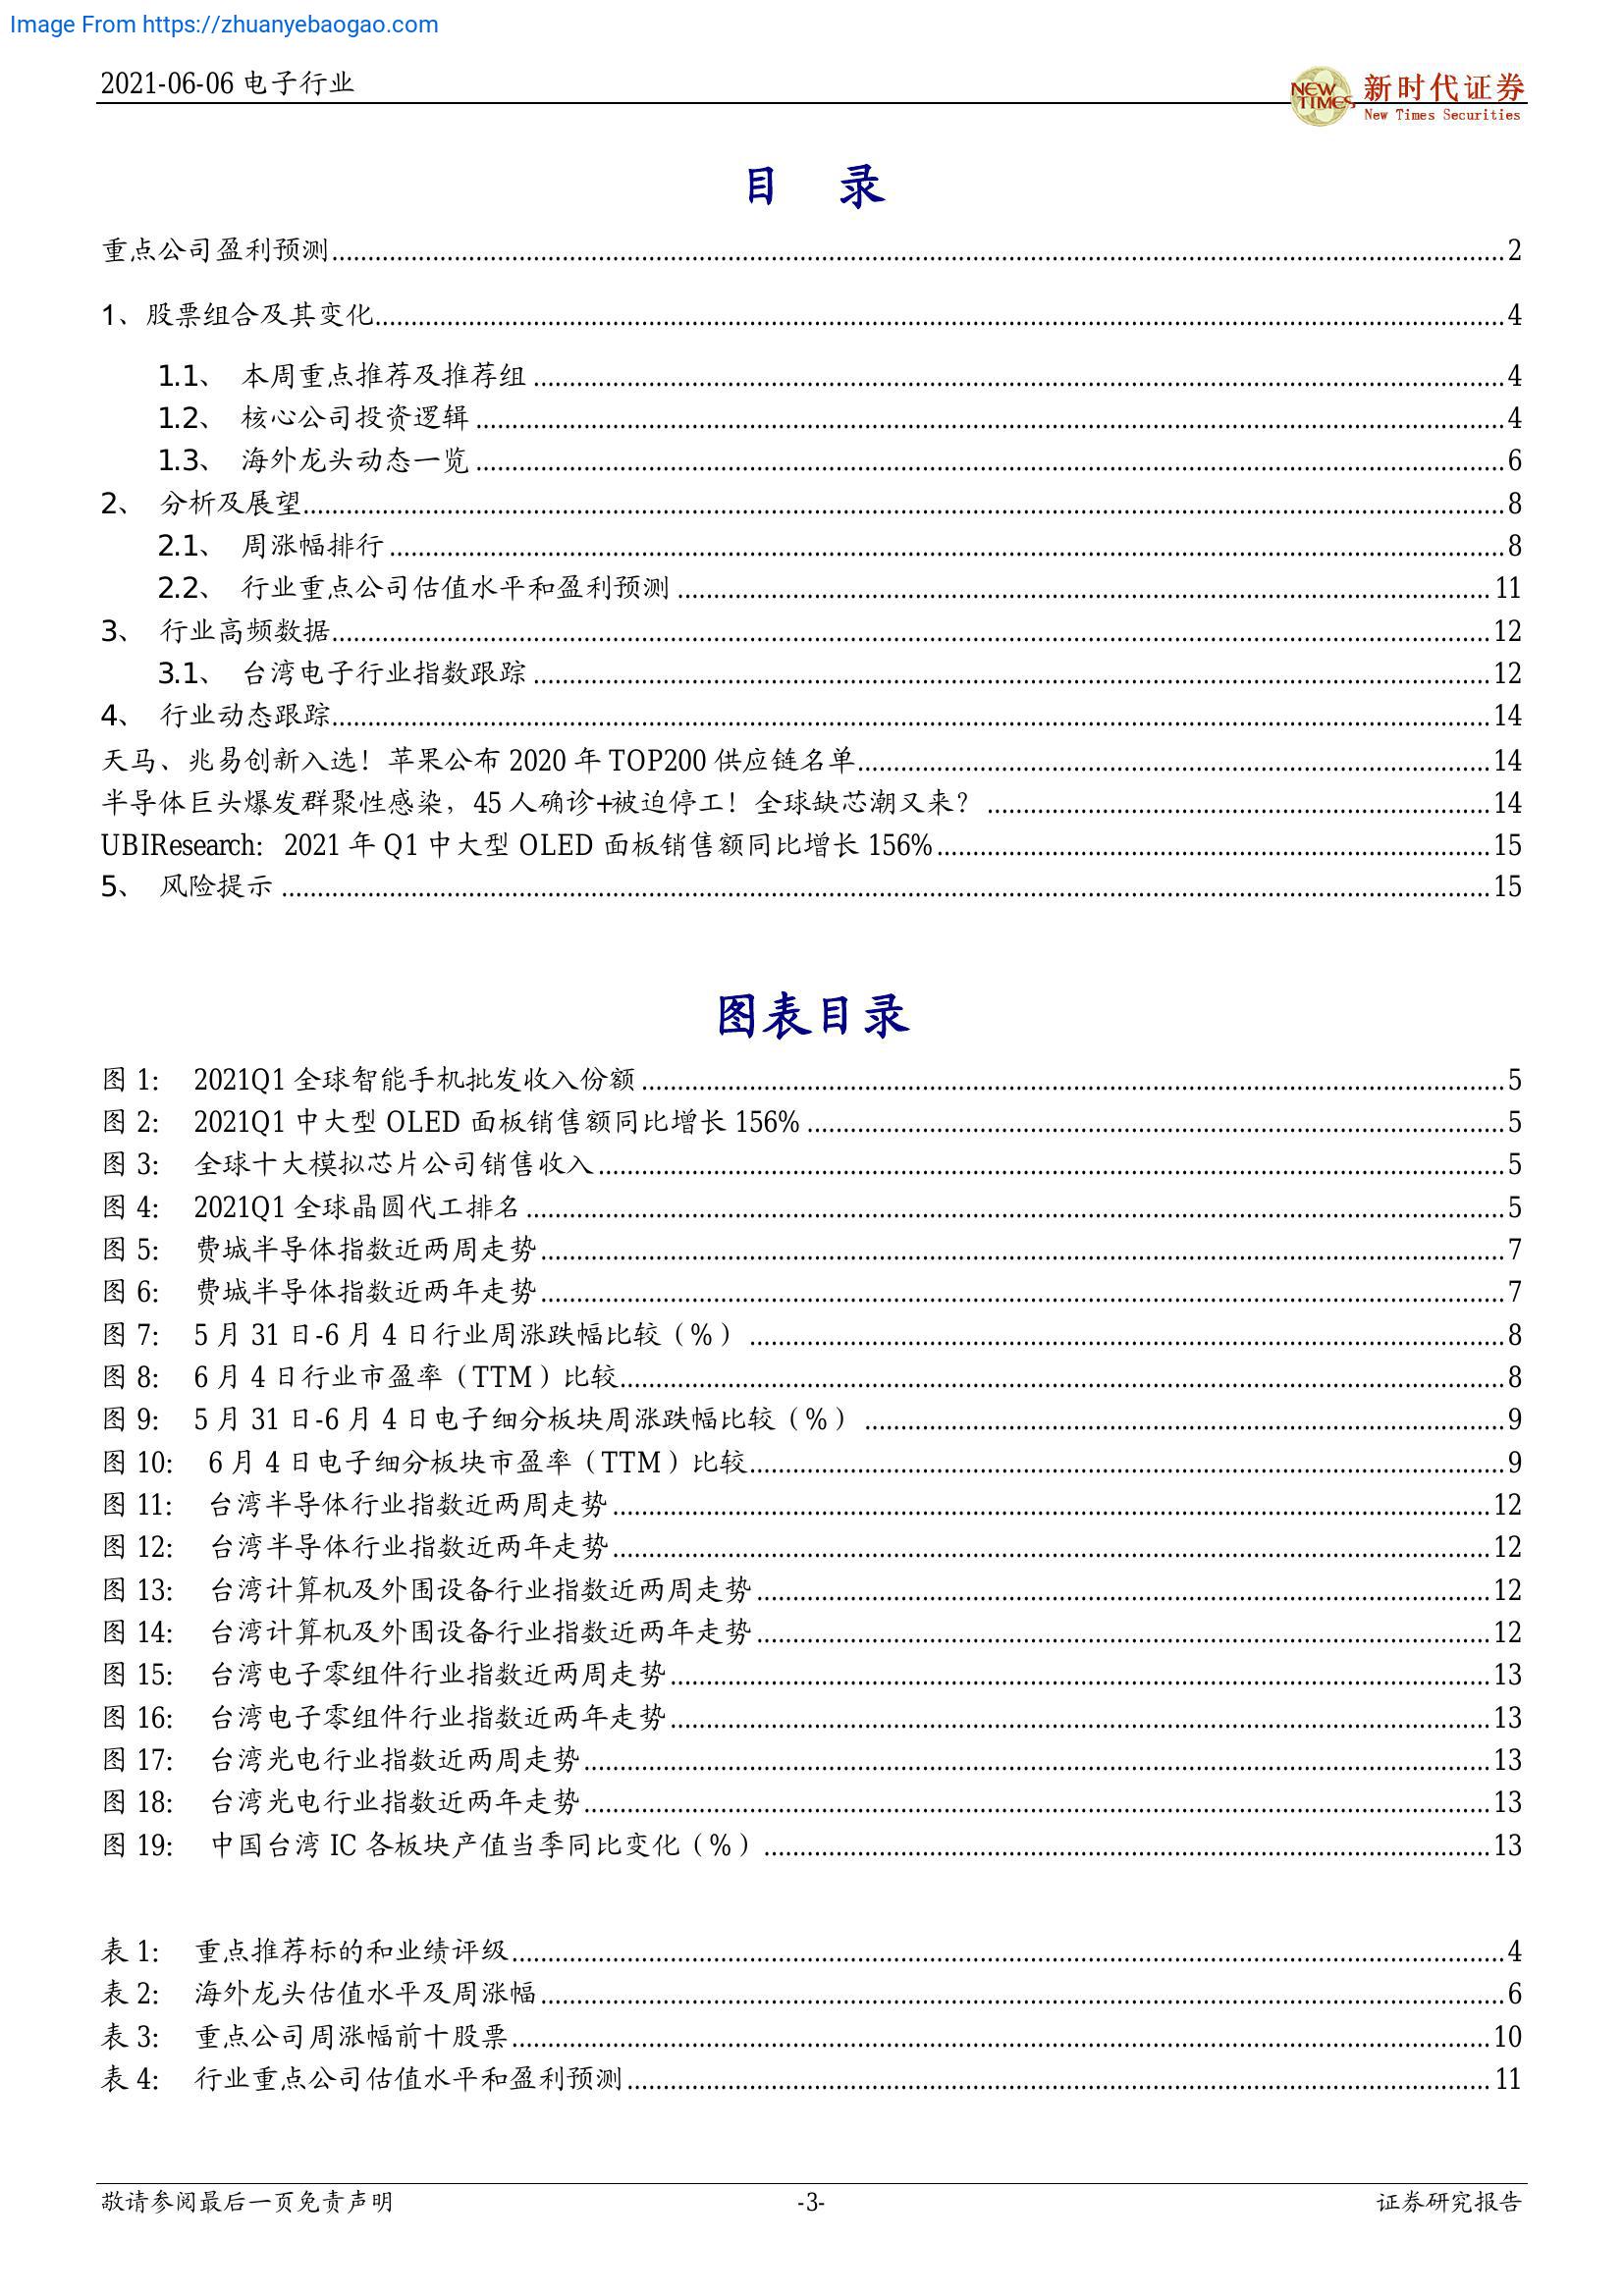 Image From https://zhuanyebaogao.com
2021-06-06 电子行业
NEW TIMES 新时代证券
New Times Securities
目 录
重点公司盈利预测 2
1、股票组合及其变化 4
1.1、 本周重点推荐及推荐组 4
1.2、 核心公司投资逻辑 4
1.3、 海外龙头动态一览 6
2、 分析及展望 8
2.1、 周涨幅排行 8
2.2、 行业重点公司估值水平和盈利预测 11
3、 行业高频数据 12
3.1、 台湾电子行业指数跟踪 12
4、 行业动态跟踪 14
天马、兆易创新入选！苹果公布 2020 年 TOP200 供应链名单 14
半导体巨头爆发群聚性感染，45 人确诊+被迫停工！全球缺芯潮又来？ 14
UBIResearch：2021 年 Q1 中大型 OLED 面板销售额同比增长 156% 15
5、 风险提示 15
图表目录
图 1： 2021Q1 全球智能手机批发收入份额 5
图 2： 2021Q1 中大型 OLED 面板销售额同比增长 156% 5
图 3： 全球十大模拟芯片公司销售收入 5
图 4： 2021Q1 全球晶圆代工排名 5
图 5： 费城半导体指数近两周走势 7
图 6： 费城半导体指数近两年走势 7
图 7： 5 月 31 日-6 月 4 日行业周涨跌幅比较（%） 8
图 8： 6 月 4 日行业市盈率（TTM）比较 8
图 9： 5 月 31 日-6 月 4 日电子细分板块周涨跌幅比较（%） 9
图 10： 6 月 4 日电子细分板块市盈率（TTM）比较 9
图 11： 台湾半导体行业指数近两周走势 12
图 12： 台湾半导体行业指数近两年走势 12
图 13： 台湾计算机及外围设备行业指数近两周走势 12
图 14： 台湾计算机及外围设备行业指数近两年走势 12
图 15： 台湾电子零组件行业指数近两周走势 13
图 16： 台湾电子零组件行业指数近两年走势 13
图 17： 台湾光电行业指数近两周走势 13
图 18： 台湾光电行业指数近两年走势 13
图 19： 中国台湾 IC 各板块产值当季同比变化（%） 13
表 1： 重点推荐标的和业绩评级 4
表 2： 海外龙头估值水平及周涨幅 6
表 3： 重点公司周涨幅前十股票 10
表 4： 行业重点公司估值水平和盈利预测 11
敬请参阅最后一页免责声明 -3- 证券研究报告